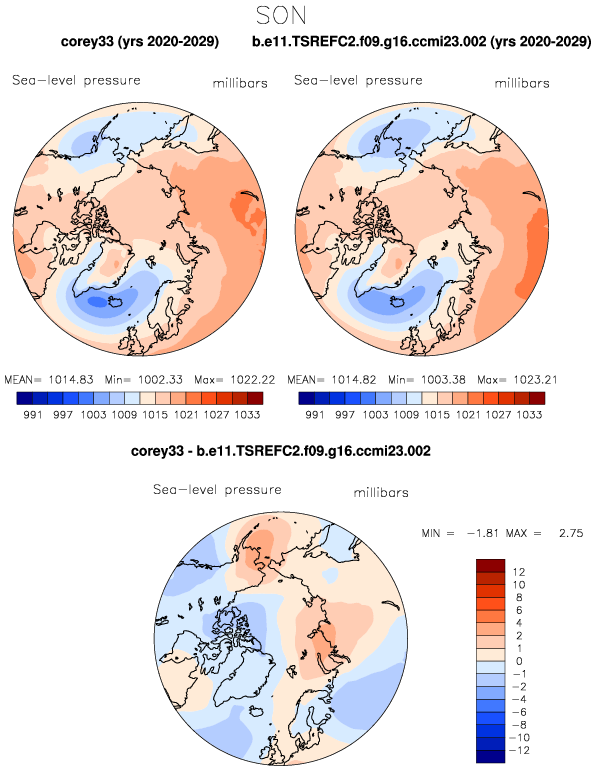 SON
corey33 (yrs 2020-2029) b.e11.TSREFC2.f09.g16.ccmi23.002 (yrs 2020-2029)
Sea-level pressure millibars Sea-level pressure millibars
MEAN= 1014.83 Min= 1002.33 Max= 1022.22 MEAN= 1014.82 Min= 1003.38 Max= 1023.21
991 997 1003 1009 1015 1021 1027 1033 991 997 1003 1009 1015 1021 1027 1033
corey33 - b.e11.TSREFC2.f09.g16.ccmi23.002
Sea-level pressure millibars
MIN = -1.81 MAX = 2.75
12
10
8
6
4
2
1
0
-1
-2
-4
-6
-8
-10
-12